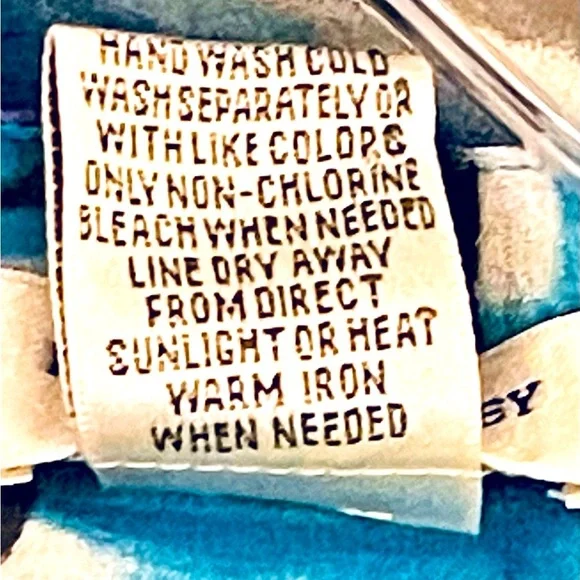 HAND WASH COLD
WASH SEPARATELY OR
WITH LIKE COLORS
ONLY NON-CHLORINE
BLEACH WHEN NEEDED
LINE DRY AWAY
FROM DIRECT
SUNLIGHT OR HEAT
WARM IRON
WHEN NEEDED
SY